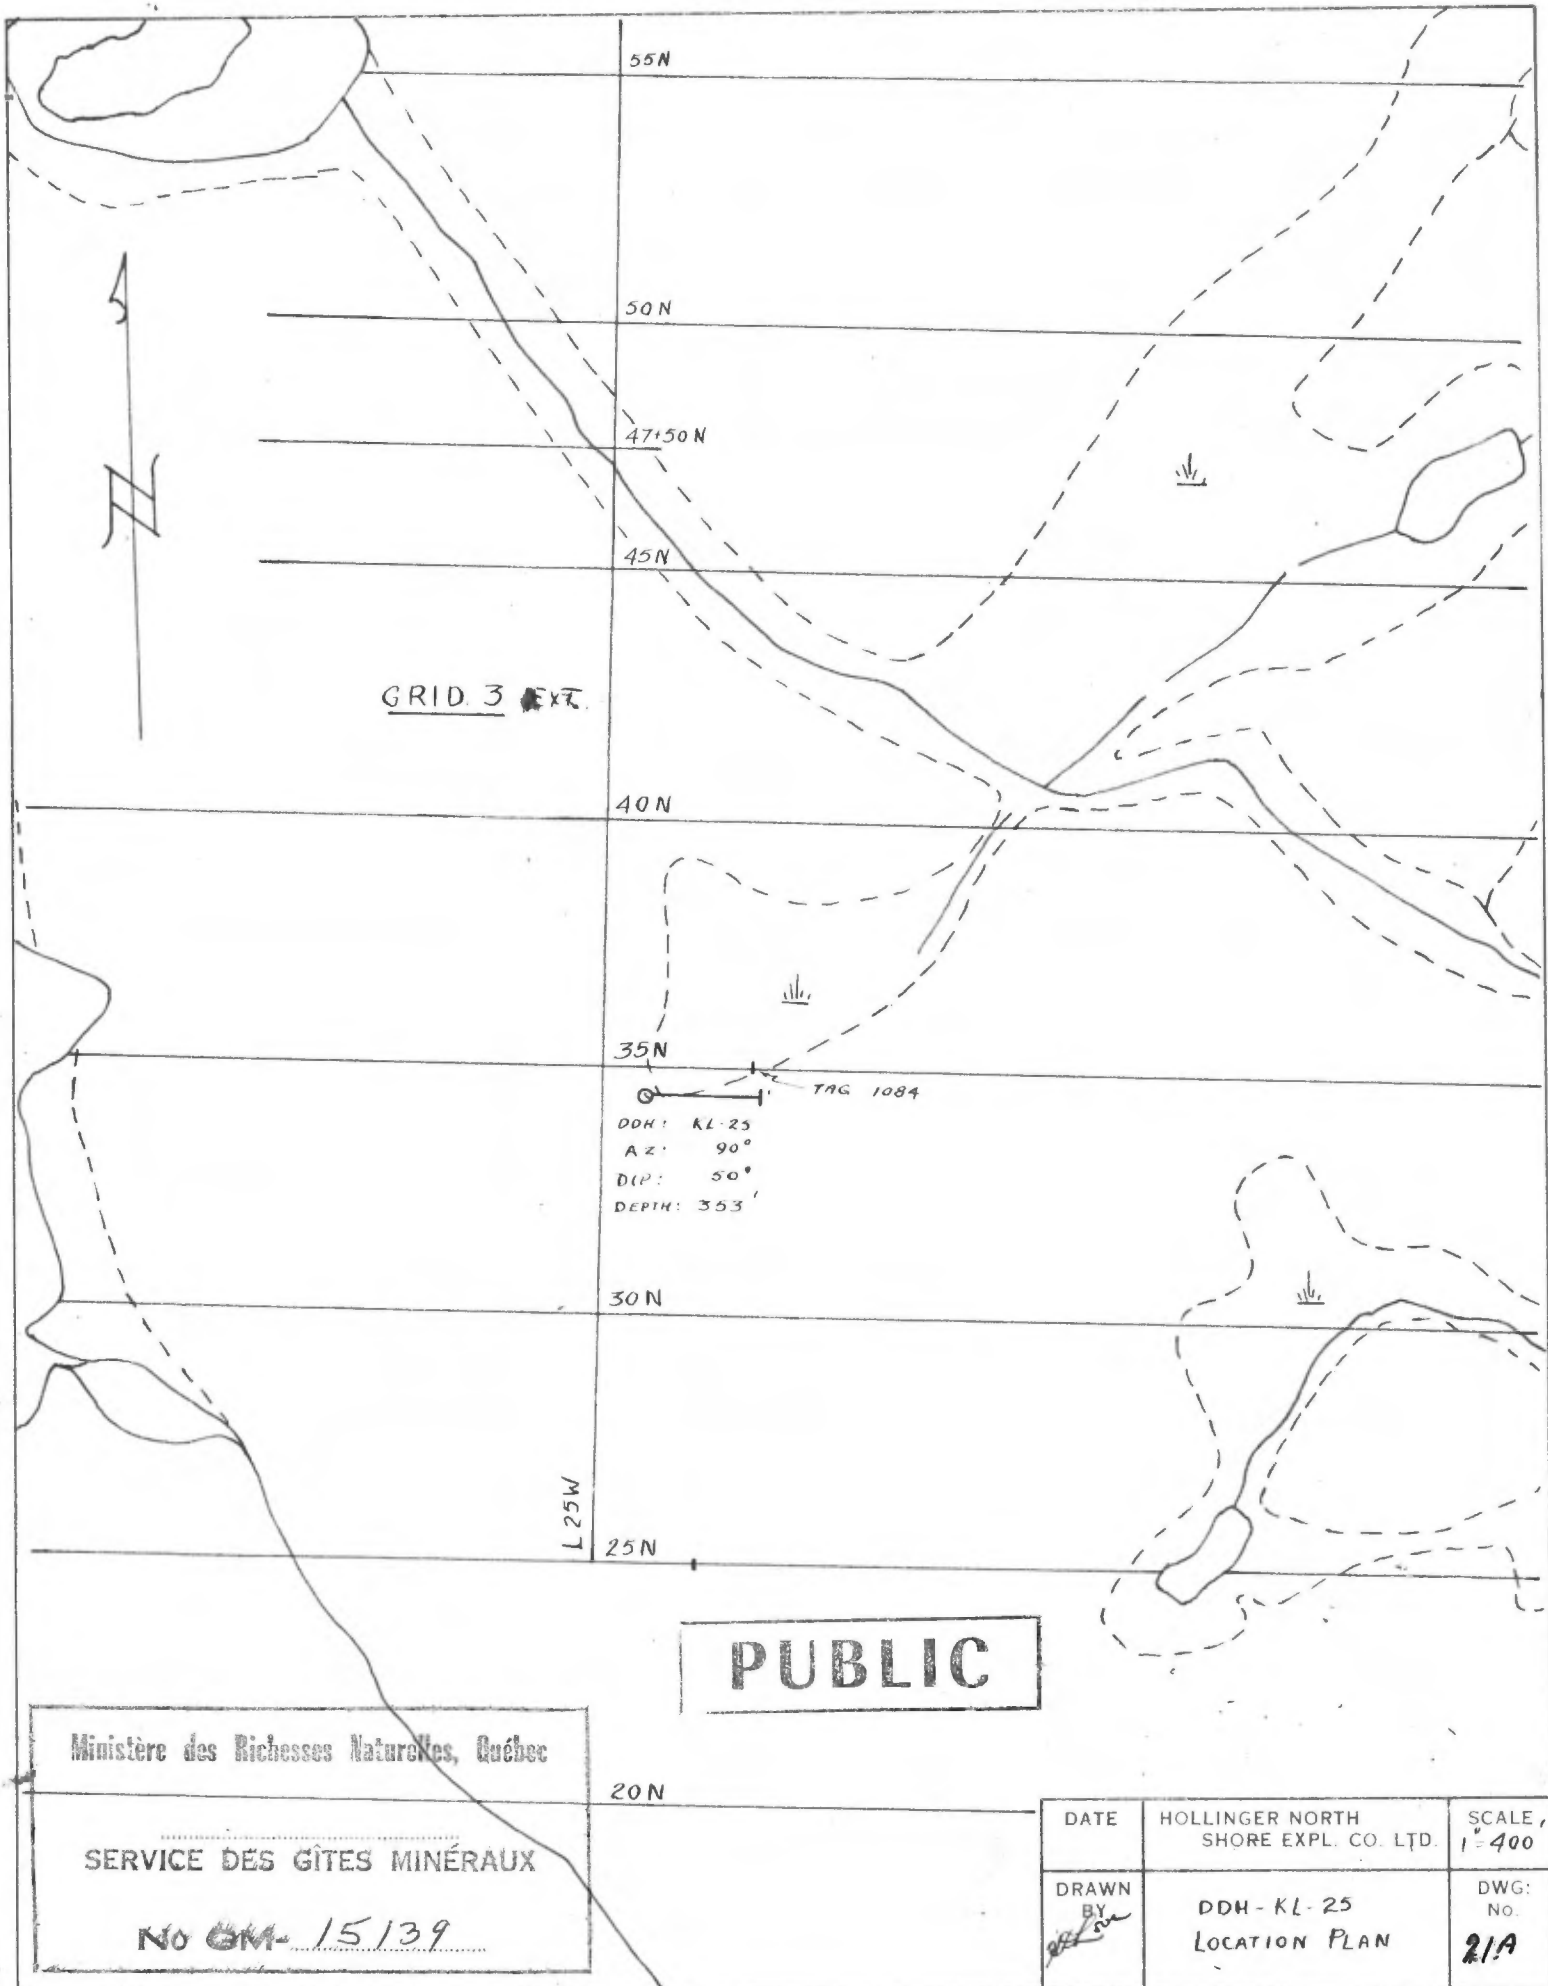 55N
50N
47+50N
45N
GRID. 3 EXT.
40N
35N
TAG 1084
DDH: KL-25
AZ: 90°
DIP: 50°
DEPTH: 353'
30N
L 25W
25N
PUBLIC
Ministère des Richesses Naturelles, Québec
20N
SERVICE DES GÎTES MINÉRAUX
No GM- 15139
DATE
HOLLINGER NORTH
SHORE EXPL. CO. LTD.
SCALE,
1"=400'
DRAWN
BY
DDH-KL-25
LOCATION PLAN
DWG:
No.
21A
N